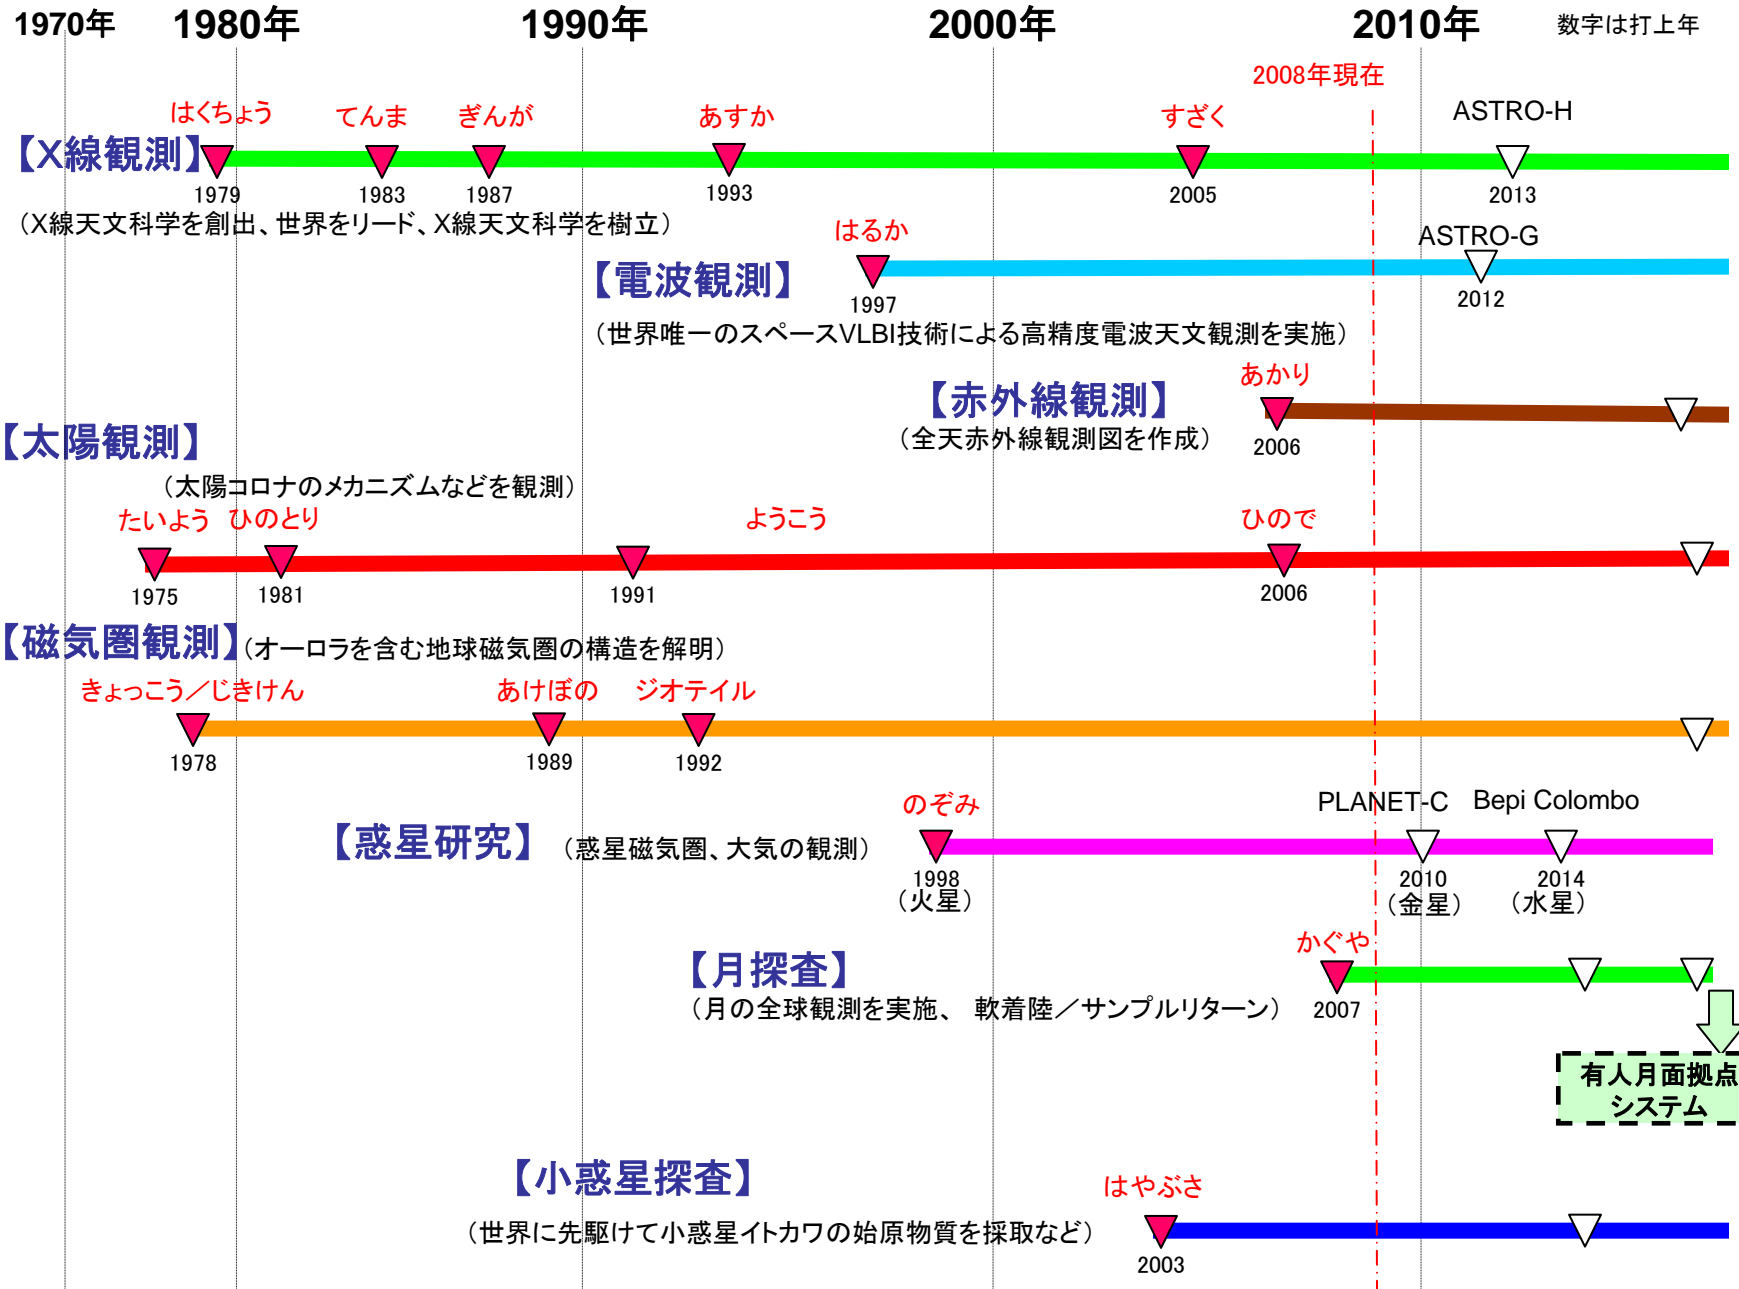 1970年 1980年 1990年 2000年 2010年 数字は打上年
2008年現在
はくちょう てんま ぎんが あすか すざく ASTRO-H
【X線観測】
1979 1983 1987 1993 2005 2013
（X線天文科学を創出、世界をリード、X線天文科学を樹立）
はるか ASTRO-G
【電波観測】
1997 2012
（世界唯一のスペースVLBI技術による高精度電波天文観測を実施）
あかり
【赤外線観測】
（全天赤外線観測図を作成） 2006
【太陽観測】
（太陽コロナのメカニズムなどを観測）
たいよう ひのとり ようこう ひので
1975 1981 1991 2006
【磁気圏観測】（オーロラを含む地球磁気圏の構造を解明）
きょっこう／じきけん あけぼの ジオテイル
1978 1989 1992
のぞみ PLANET-C Bepi Colombo
【惑星研究】 （惑星磁気圏、大気の観測）
1998 2010 2014
（火星） （金星） （水星）
かぐや
【月探査】
（月の全球観測を実施、 軟着陸／サンプルリターン） 2007
有人月面拠点
システム
【小惑星探査】
はやぶさ
（世界に先駆けて小惑星イトカワの始原物質を採取など）
2003